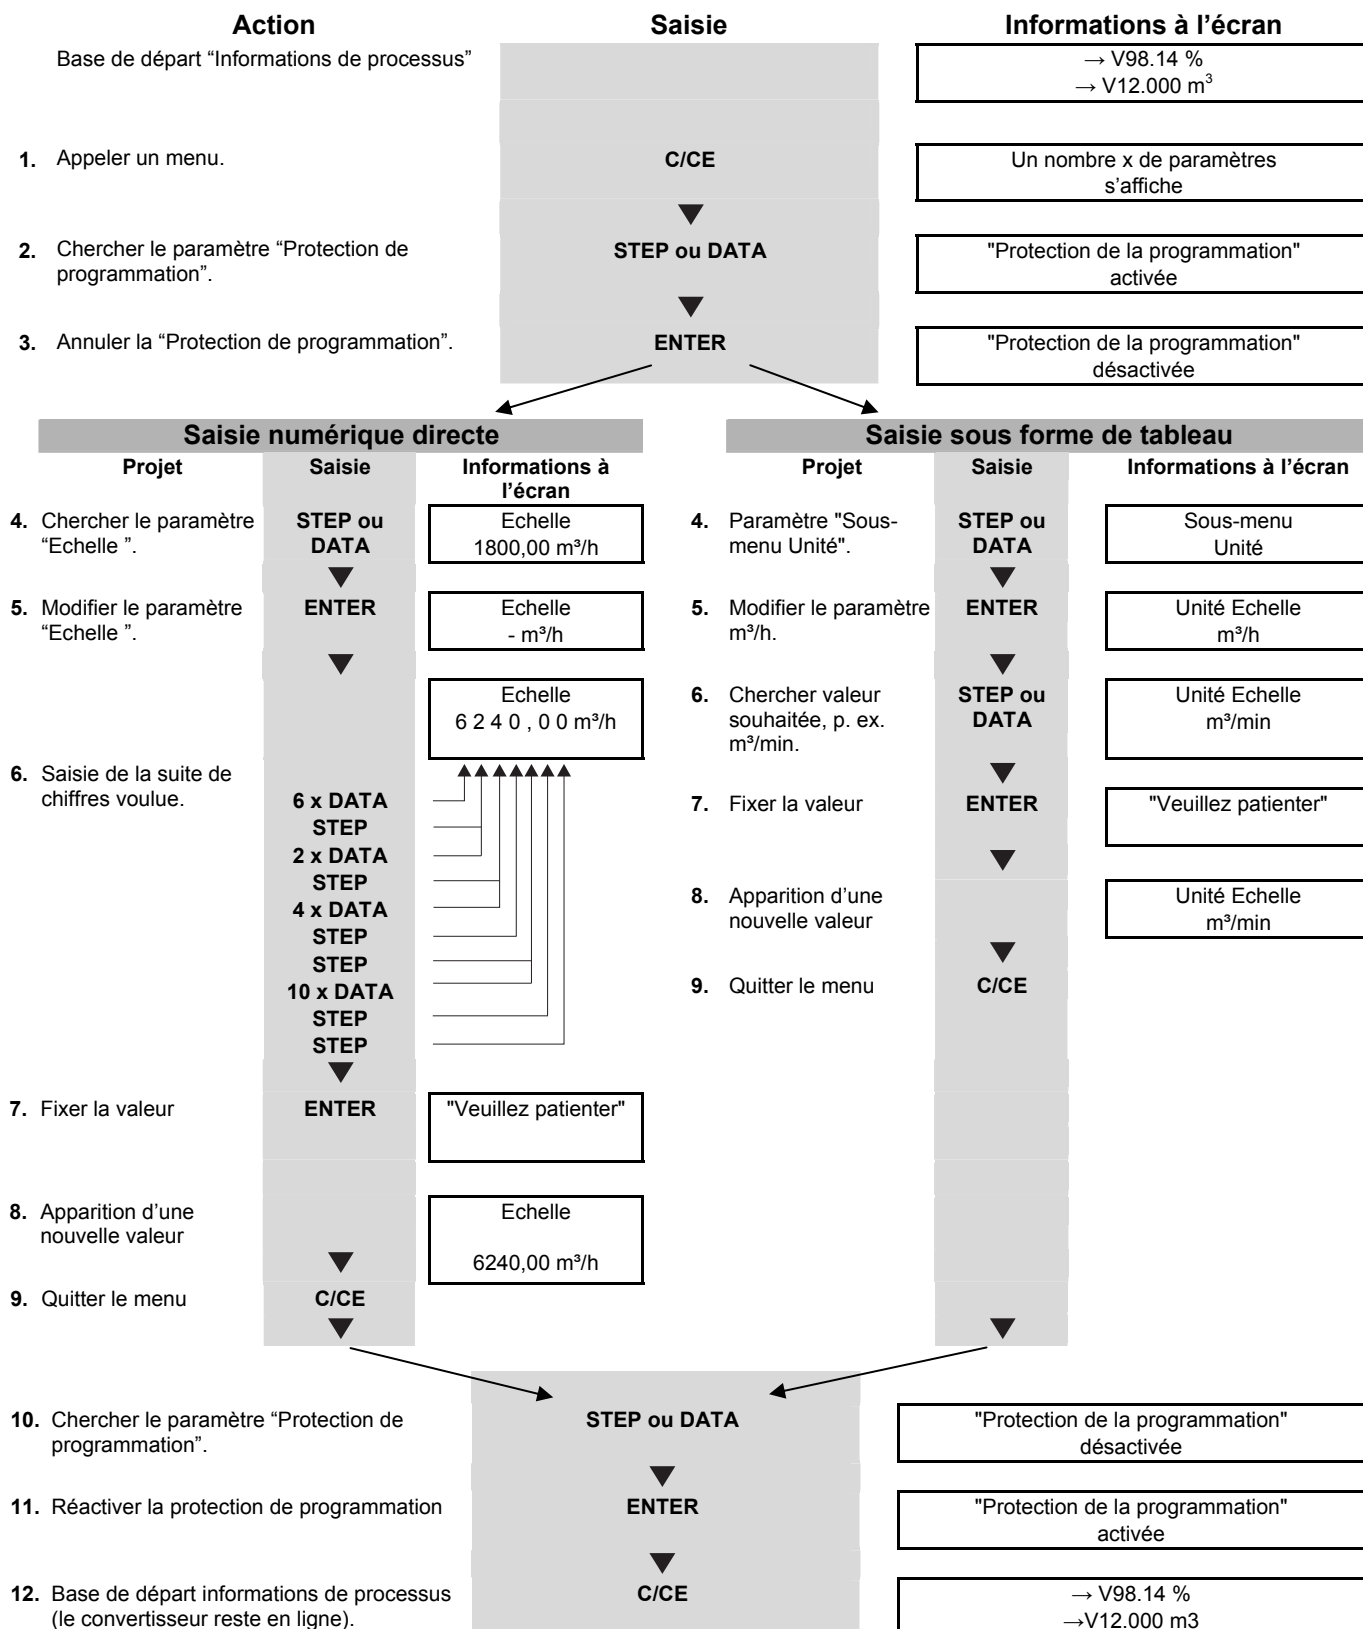 Action Saisie Informations à l’écran
Base de départ “Informations de processus”
→ V98.14 %
→ V12.000 m³
1. Appeler un menu. C/CE Un nombre x de paramètres
s’affiche
2. Chercher le paramètre “Protection de
programmation”.
STEP ou DATA
"Protection de la programmation"
activée
3. Annuler la “Protection de programmation”. ENTER "Protection de la programmation"
désactivée
Saisie numérique directe
Projet Saisie Informations à
l'écran
4. Chercher le paramètre
“Echelle ”.
STEP ou
DATA
Echelle
1800,00 m³/h
5. Modifier le paramètre
“Echelle ”.
ENTER
Echelle
- m³/h
Echelle
6 2 4 0 , 0 0 m³/h
6. Saisie de la suite de
chiffres voulue.
6 x DATA
STEP
2 x DATA
STEP
4 x DATA
STEP
STEP
10 x DATA
STEP
STEP
7. Fixer la valeur ENTER "Veuillez patienter"
8. Apparition d’une
nouvelle valeur
Echelle
6240,00 m³/h
9. Quitter le menu C/CE
Saisie sous forme de tableau
Projet Saisie Informations à l’écran
4. Paramètre "Sous-
menu Unité".
STEP ou
DATA
Sous-menu
Unité
5. Modifier le paramètre
m³/h.
ENTER
Unité Echelle
m³/h
6. Chercher valeur
souhaitée, p. ex.
m³/min.
STEP ou
DATA
Unité Echelle
m³/min
7. Fixer la valeur ENTER "Veuillez patienter"
8. Apparition d’une
nouvelle valeur
Unité Echelle
m³/min
9. Quitter le menu C/CE
10. Chercher le paramètre “Protection de
programmation”.
STEP ou DATA
"Protection de la programmation"
désactivée
11. Réactiver la protection de programmation ENTER "Protection de la programmation"
activée
12. Base de départ informations de processus
(le convertisseur reste en ligne).
C/CE
→ V98.14 %
→V12.000 m3